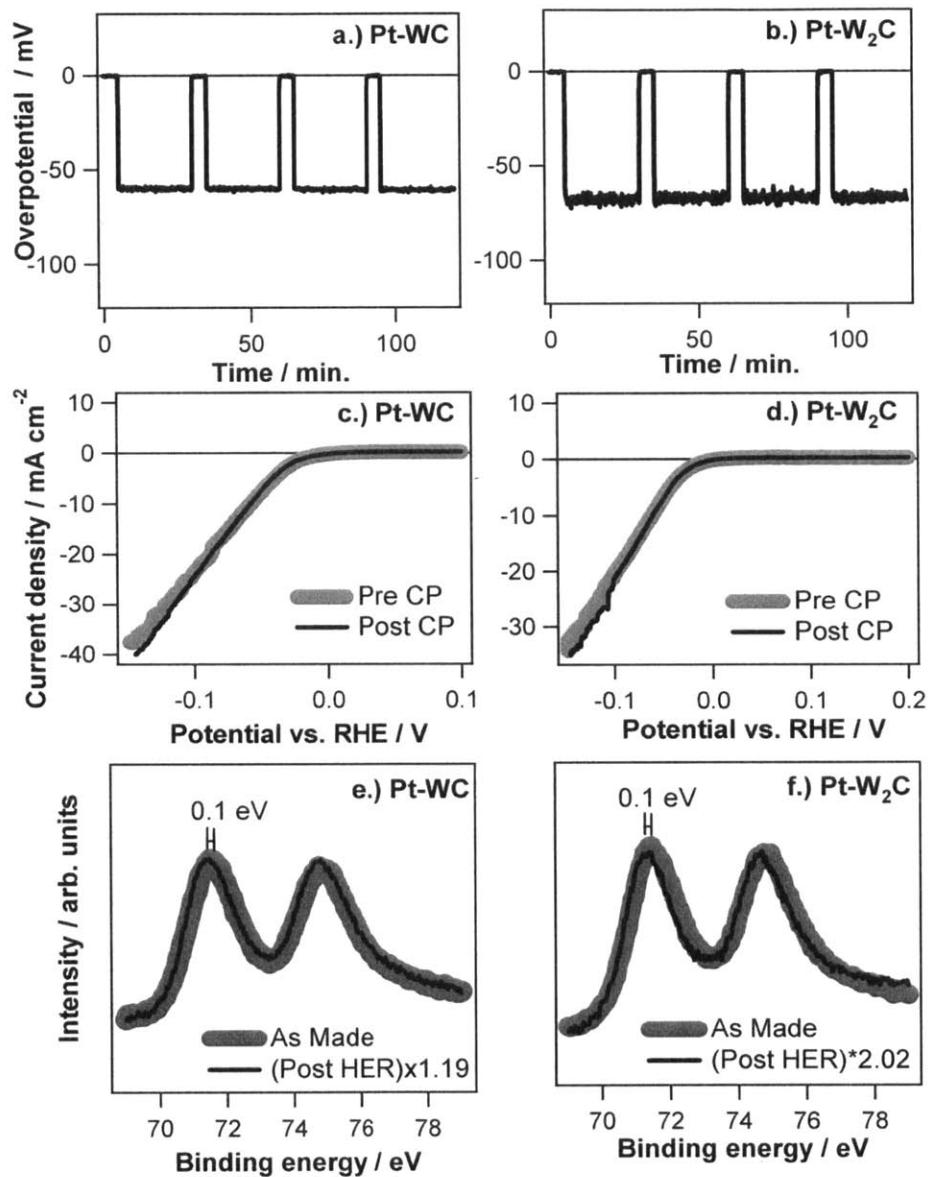 a.) Pt-WC
Overpotential / mV
0
-50
-100
0
50
100
Time / min.
b.) Pt-W₂C
0
-50
-100
0
50
100
Time / min.
c.) Pt-WC
Current density / mA cm⁻²
10
0
-10
-20
-30
-40
Pre CP
Post CP
-0.1
0.0
0.1
Potential vs. RHE / V
d.) Pt-W₂C
10
0
-10
-20
-30
Pre CP
Post CP
-0.1
0.0
0.1
0.2
Potential vs. RHE / V
e.) Pt-WC
0.1 eV
Intensity / arb. units
As Made
(Post HER)x1.19
70
72
74
76
78
Binding energy / eV
f.) Pt-W₂C
0.1 eV
As Made
(Post HER)*2.02
70
72
74
76
78
Binding energy / eV